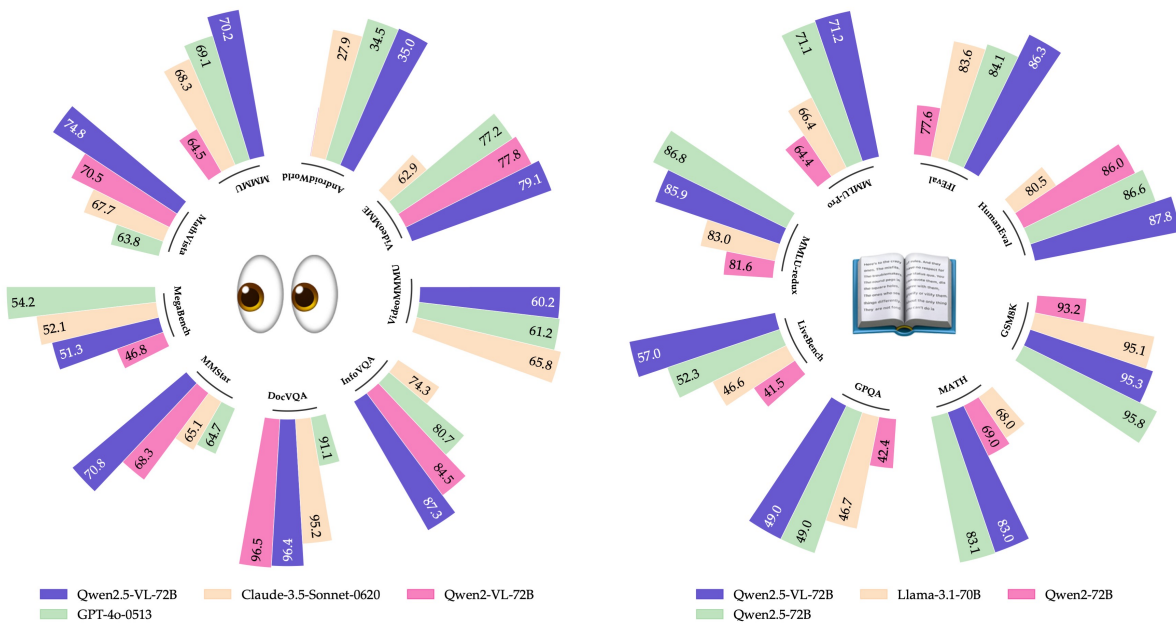 70.2
69.1
68.3
64.5
MMMU
27.9
34.5
35.0
AndroidWorld
77.2
77.8
79.1
62.9
VideoMME
60.2
61.2
65.8
VideoMMMU
74.3
80.7
84.5
87.3
InfoVQA
91.1
95.2
96.4
96.5
DocVQA
64.7
65.1
68.3
70.8
MMStar
46.8
51.3
52.1
54.2
MegaBench
63.8
67.7
70.5
74.8
MathVista
Qwen2.5-VL-72B
Claude-3.5-Sonnet-0620
Qwen2-VL-72B
GPT-4o-0513
71.2
71.1
66.4
64.4
MMLU-Pro
77.6
83.6
84.1
86.3
IFEval
80.5
86.0
86.6
87.8
HumanEval
93.2
95.1
95.3
95.8
GSM8K
68.0
69.0
83.0
83.1
MATH
42.4
46.7
49.0
49.0
GPQA
41.5
46.6
52.3
57.0
LiveBench
81.6
83.0
85.9
86.8
MMLU-redux
Qwen2.5-VL-72B
Llama-3.1-70B
Qwen2-72B
Qwen2.5-72B